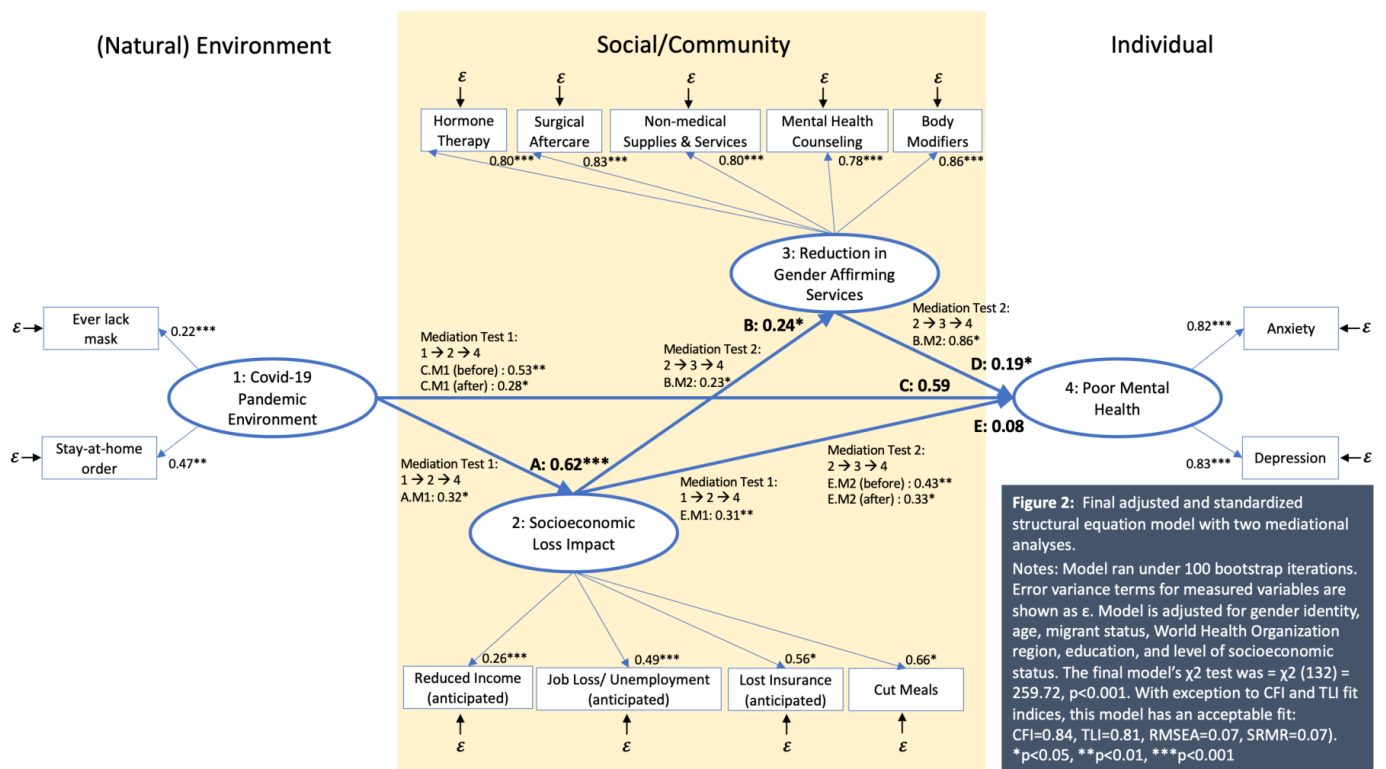 (Natural) Environment
Social/Community
Individual
ε
ε
ε
ε
ε
Hormone
Therapy
Surgical
Aftercare
Non-medical
Supplies & Services
Mental Health
Counseling
Body
Modifiers
0.80***
0.83***
0.80***
0.78***
0.86***
3: Reduction in
Gender Affirming
Services
Ever lack
mask
ε
0.22***
1: Covid-19
Pandemic
Environment
Stay-at-home
order
ε
0.47**
Mediation Test 1:
1 → 2 → 4
C.M1 (before) : 0.53**
C.M1 (after) : 0.28*
Mediation Test 2:
2 → 3 → 4
B.M2: 0.23*
B: 0.24*
Mediation Test 2:
2 → 3 → 4
B.M2: 0.86*
D: 0.19*
C: 0.59
E: 0.08
4: Poor Mental
Health
0.82***
Anxiety
ε
0.83***
Depression
ε
Mediation Test 1:
1 → 2 → 4
A.M1: 0.32*
A: 0.62***
Mediation Test 1:
1 → 2 → 4
E.M1: 0.31**
Mediation Test 2:
2 → 3 → 4
E.M2 (before) : 0.43**
E.M2 (after) : 0.33*
2: Socioeconomic
Loss Impact
0.26***
0.49***
0.56*
0.66*
Reduced Income
(anticipated)
Job Loss/ Unemployment
(anticipated)
Lost Insurance
(anticipated)
Cut Meals
ε
ε
ε
ε
Figure 2: Final adjusted and standardized
structural equation model with two mediational
analyses.
Notes: Model ran under 100 bootstrap iterations.
Error variance terms for measured variables are
shown as ε. Model is adjusted for gender identity,
age, migrant status, World Health Organization
region, education, and level of socioeconomic
status. The final model's χ2 test was = χ2 (132) =
259.72, p<0.001. With exception to CFI and TLI fit
indices, this model has an acceptable fit:
CFI=0.84, TLI=0.81, RMSEA=0.07, SRMR=0.07).
*p<0.05, **p<0.01, ***p<0.001